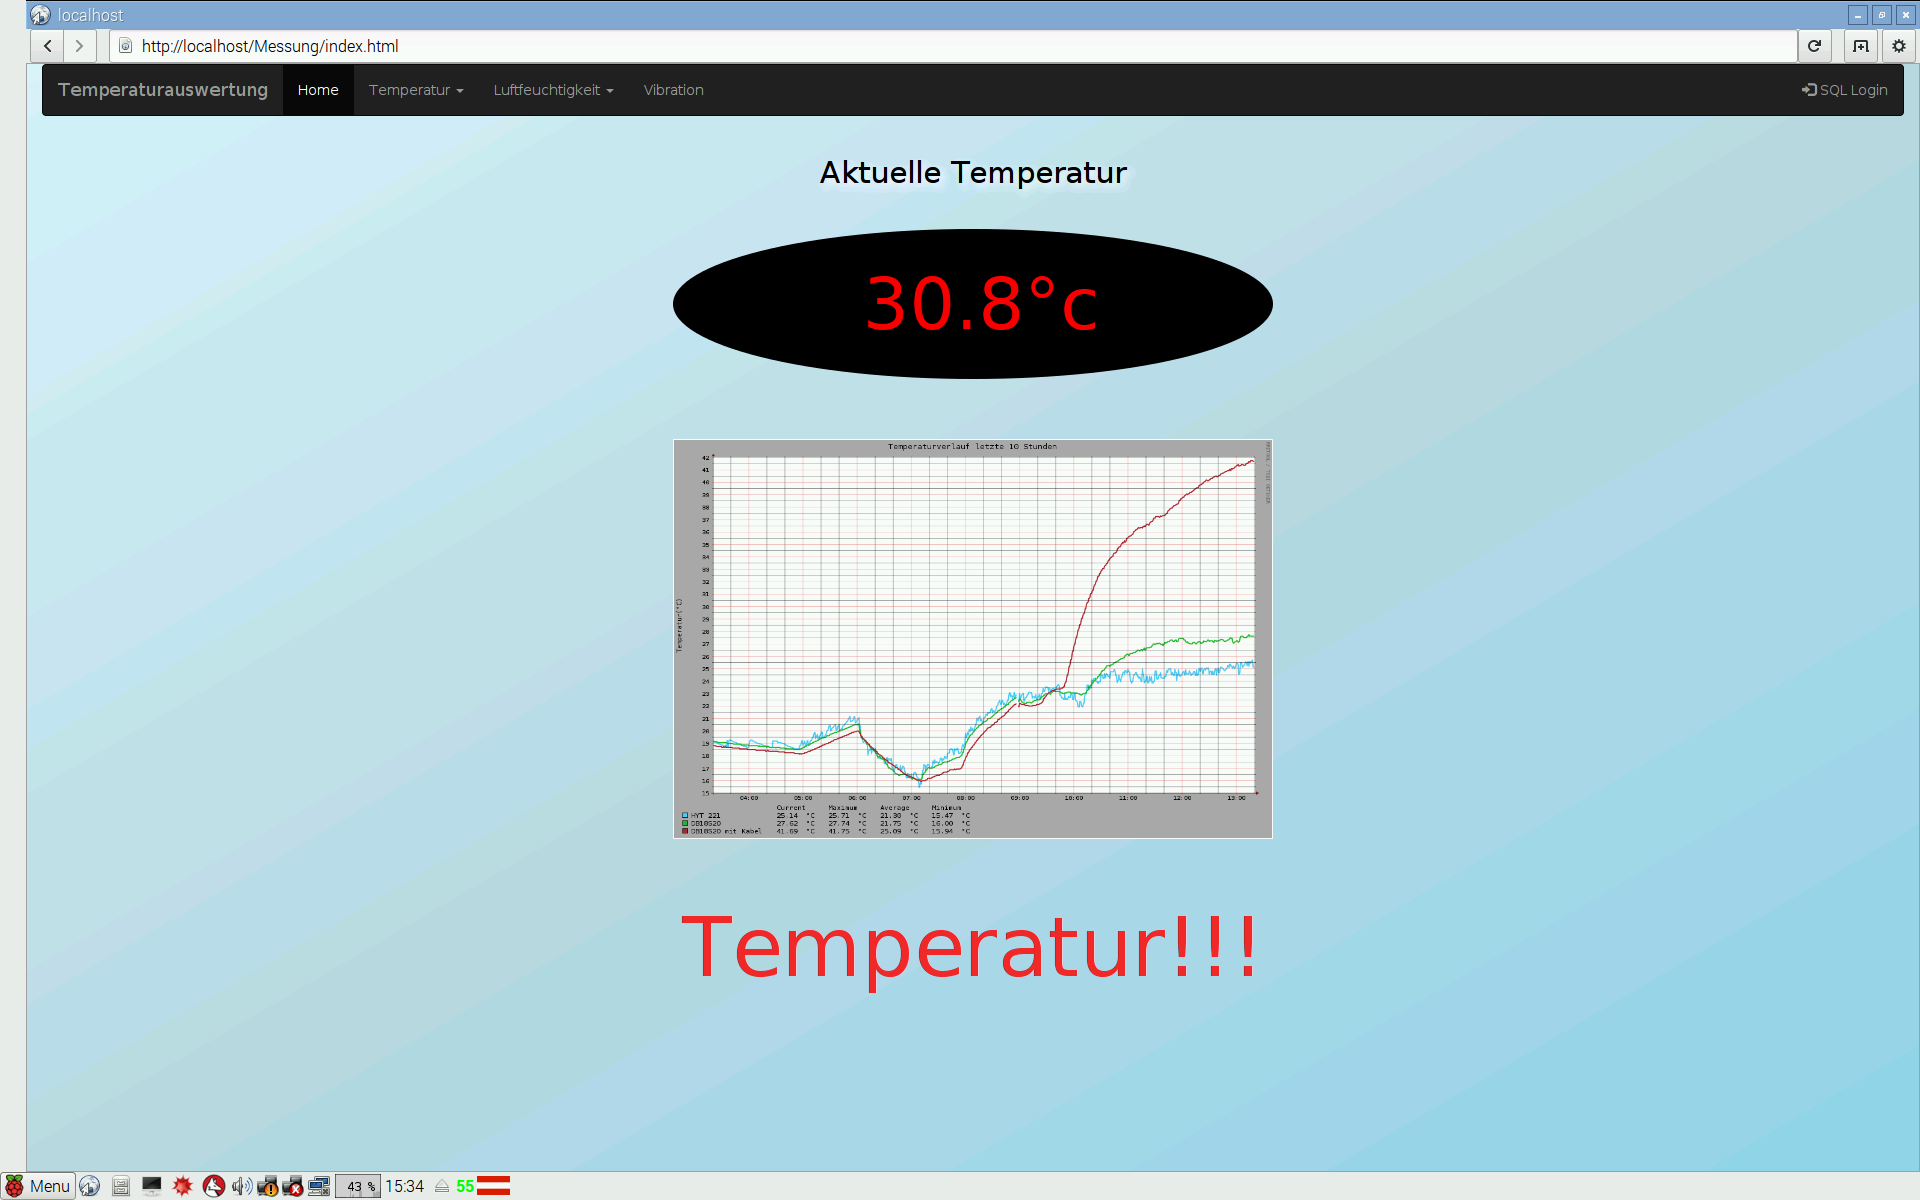 localhost
http://localhost/Messung/index.html
Temperaturauswertung Home Temperatur Luftfeuchtigkeit Vibration SQL Login
Aktuelle Temperatur
30.8°c
Temperaturverlauf letzte 10 Stunden
42
41
40
39
38
37
36
35
34
33
32
31
30
29
28
27
26
25
24
23
22
21
20
19
18
17
16
15
Temperatur(°C)
04:00 05:00 06:00 07:00 08:00 09:00 10:00 11:00 12:00 13:00
Current Maximum Average Minimum
HYT 221 25.14 °C 25.71 °C 21.30 °C 15.47 °C
DB18S20 27.62 °C 27.74 °C 21.75 °C 16.00 °C
DB18S20 mit Kabel 41.69 °C 41.75 °C 25.09 °C 15.94 °C
Temperatur!!!
Menu 43 % 15:34 55